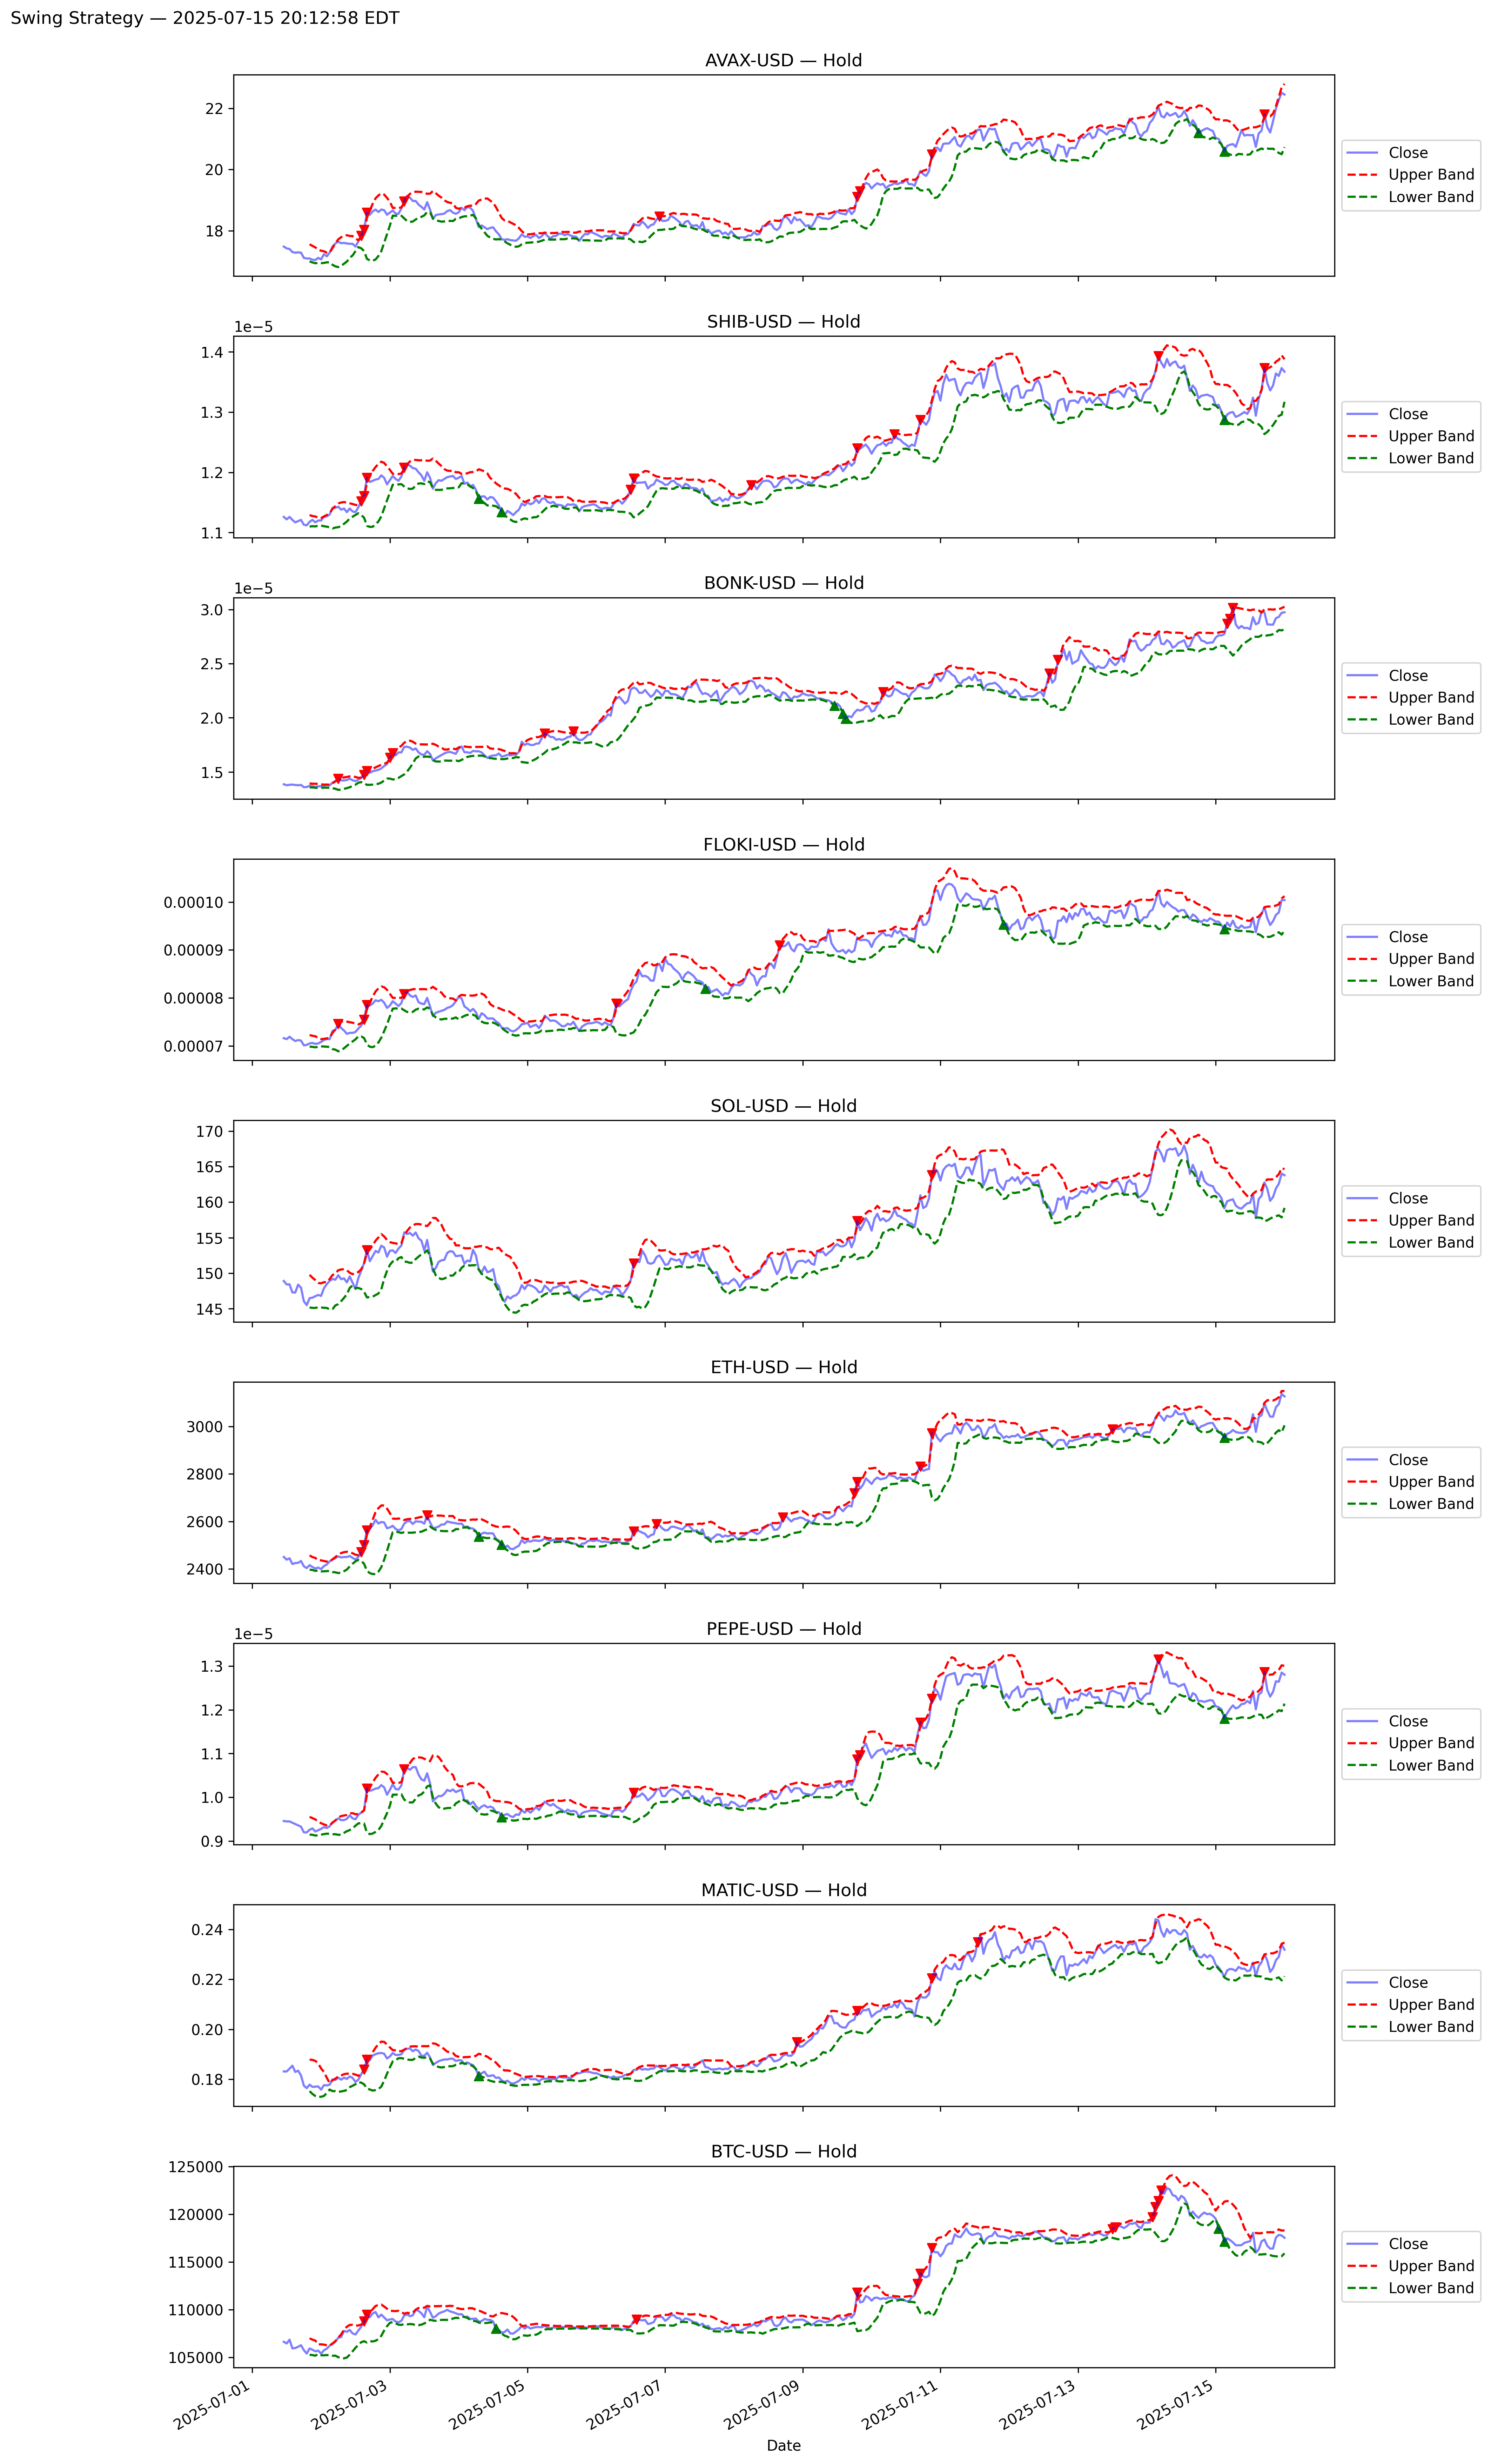 Swing Strategy — 2025-07-15 20:12:58 EDT
AVAX-USD — Hold
22
20
18
Close
Upper Band
Lower Band
SHIB-USD — Hold
1e−5
1.4
1.3
1.2
1.1
Close
Upper Band
Lower Band
BONK-USD — Hold
1e−5
3.0
2.5
2.0
1.5
Close
Upper Band
Lower Band
FLOKI-USD — Hold
0.00010
0.00009
0.00008
0.00007
Close
Upper Band
Lower Band
SOL-USD — Hold
170
165
160
155
150
145
Close
Upper Band
Lower Band
ETH-USD — Hold
3000
2800
2600
2400
Close
Upper Band
Lower Band
PEPE-USD — Hold
1e−5
1.3
1.2
1.1
1.0
0.9
Close
Upper Band
Lower Band
MATIC-USD — Hold
0.24
0.22
0.20
0.18
Close
Upper Band
Lower Band
BTC-USD — Hold
125000
120000
115000
110000
105000
Close
Upper Band
Lower Band
2025-07-01
2025-07-03
2025-07-05
2025-07-07
2025-07-09
2025-07-11
2025-07-13
2025-07-15
Date